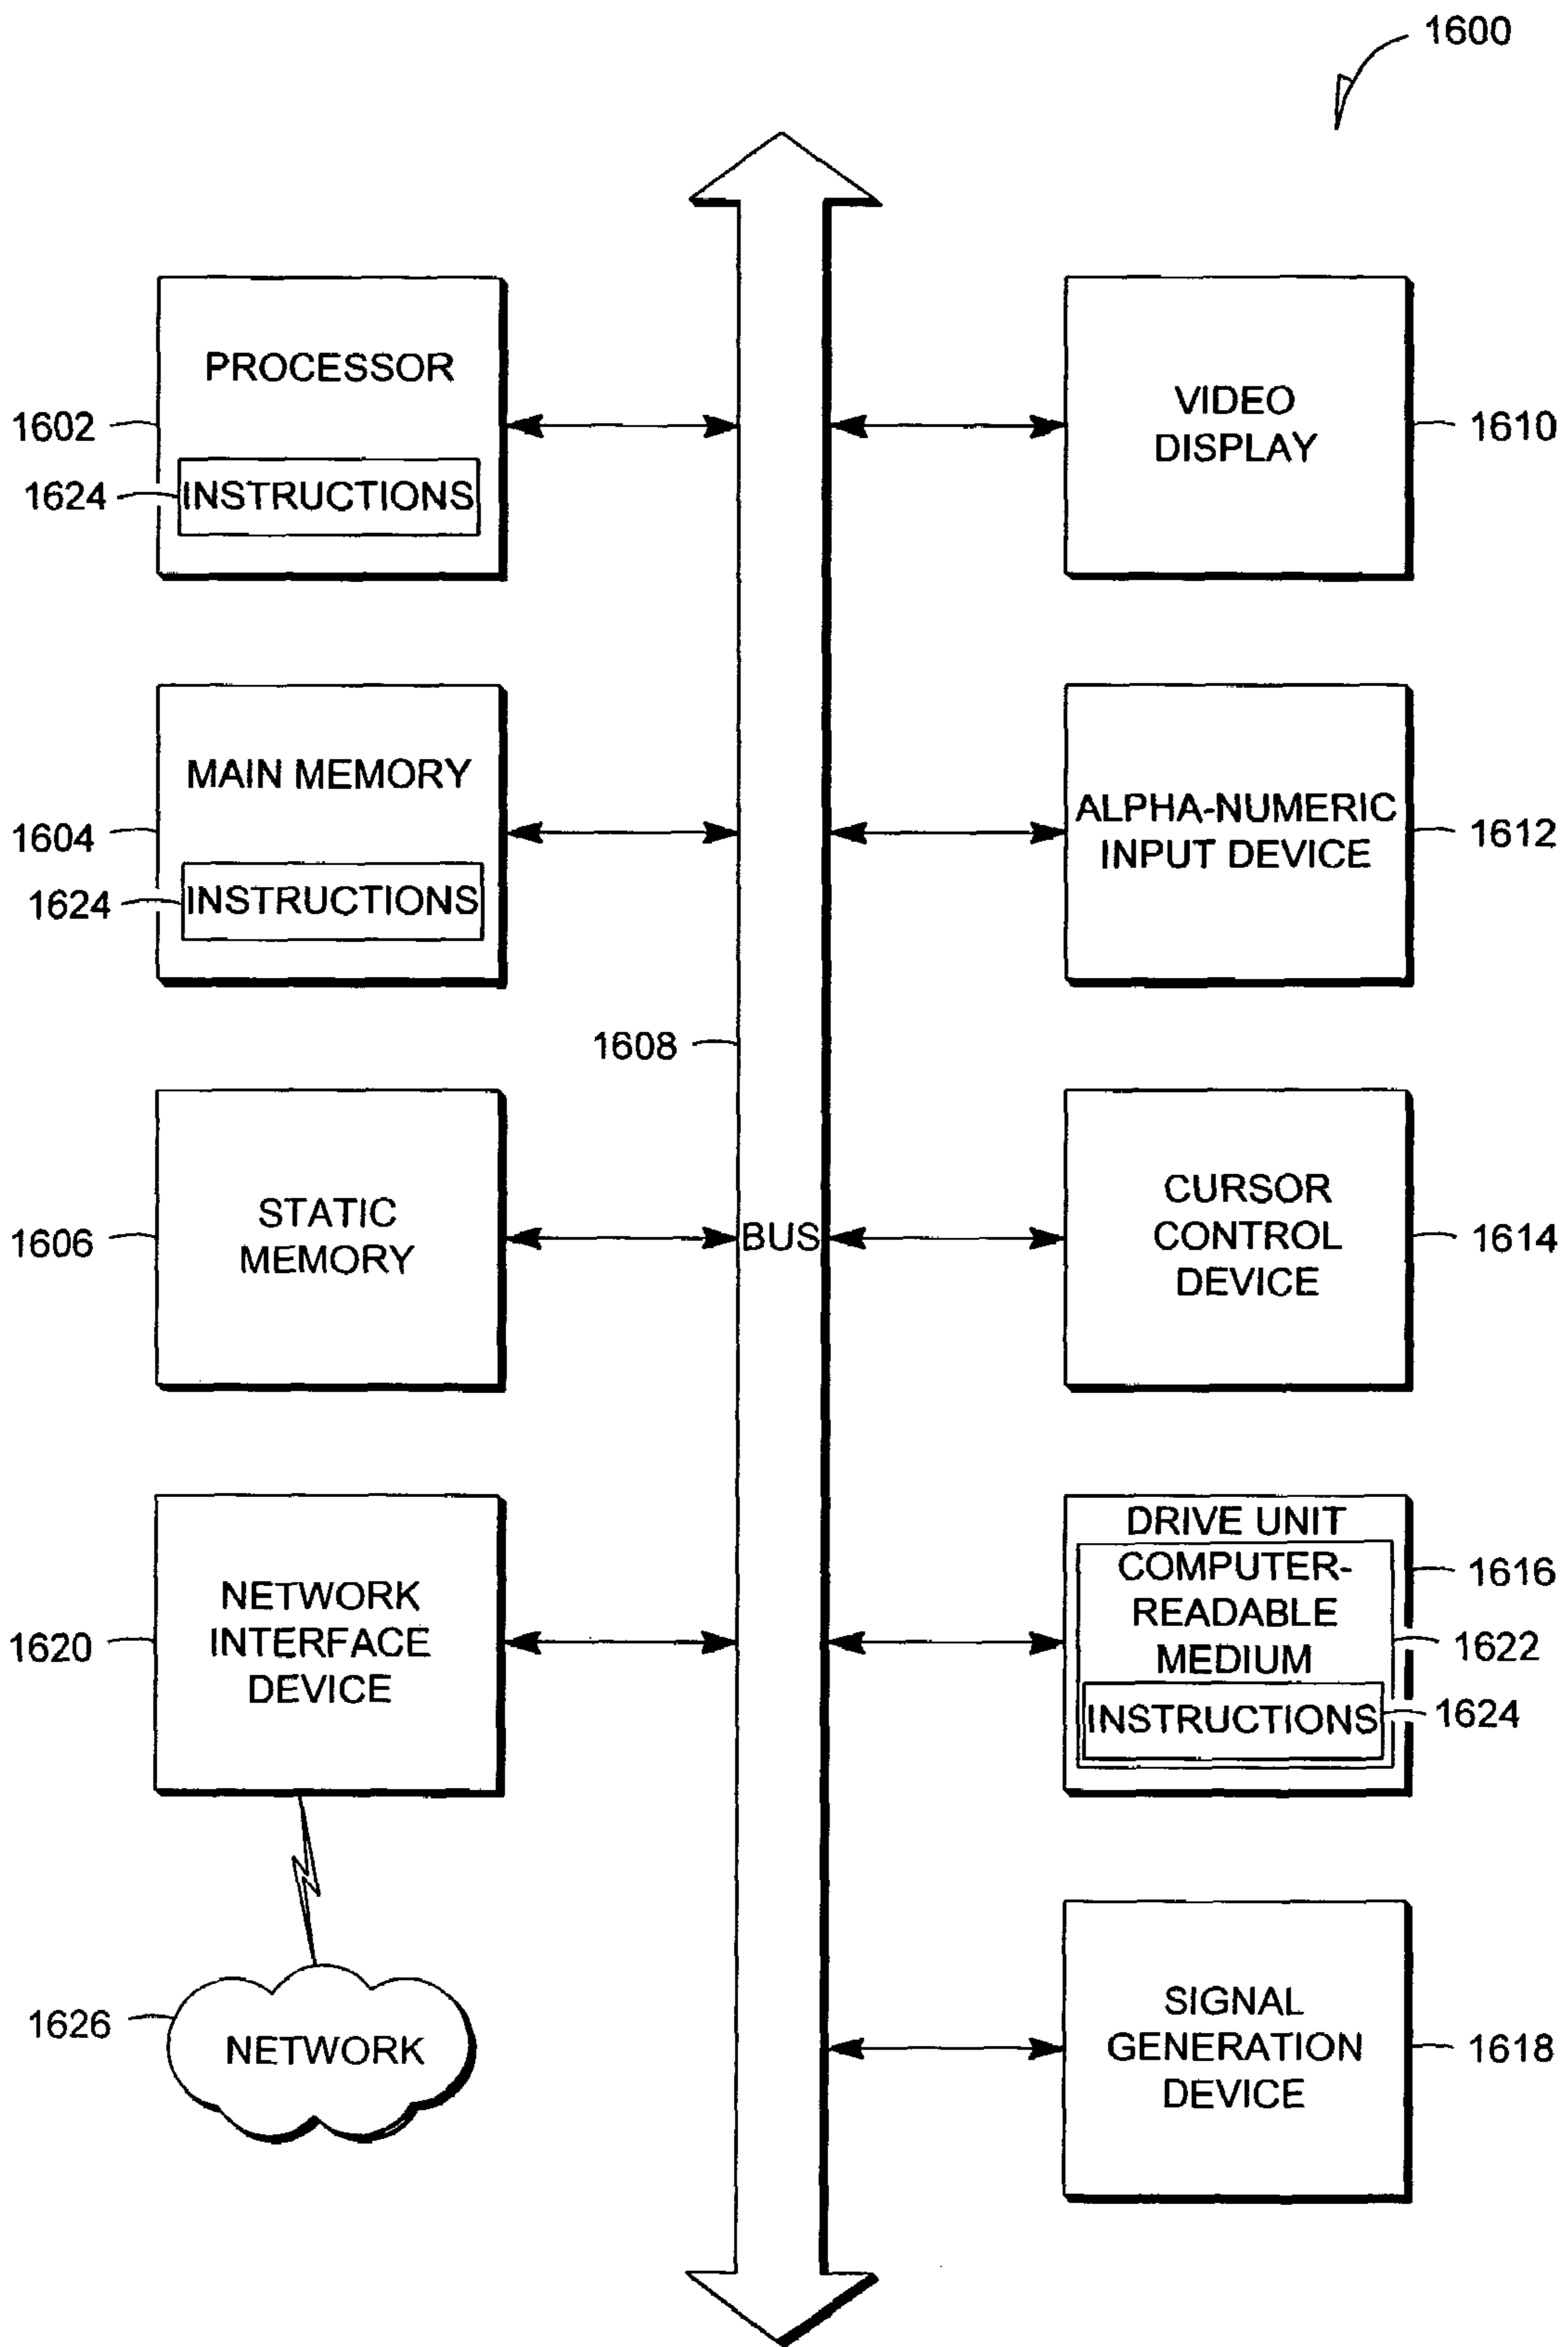 1600
PROCESSOR
1602
1624
INSTRUCTIONS
MAIN MEMORY
1604
1624
INSTRUCTIONS
1608
STATIC
MEMORY
1606
BUS
NETWORK
INTERFACE
DEVICE
1620
1626
NETWORK
VIDEO
DISPLAY
1610
ALPHA-NUMERIC
INPUT DEVICE
1612
CURSOR
CONTROL
DEVICE
1614
DRIVE UNIT
COMPUTER-
READABLE
MEDIUM
1616
1622
INSTRUCTIONS
1624
SIGNAL
GENERATION
DEVICE
1618